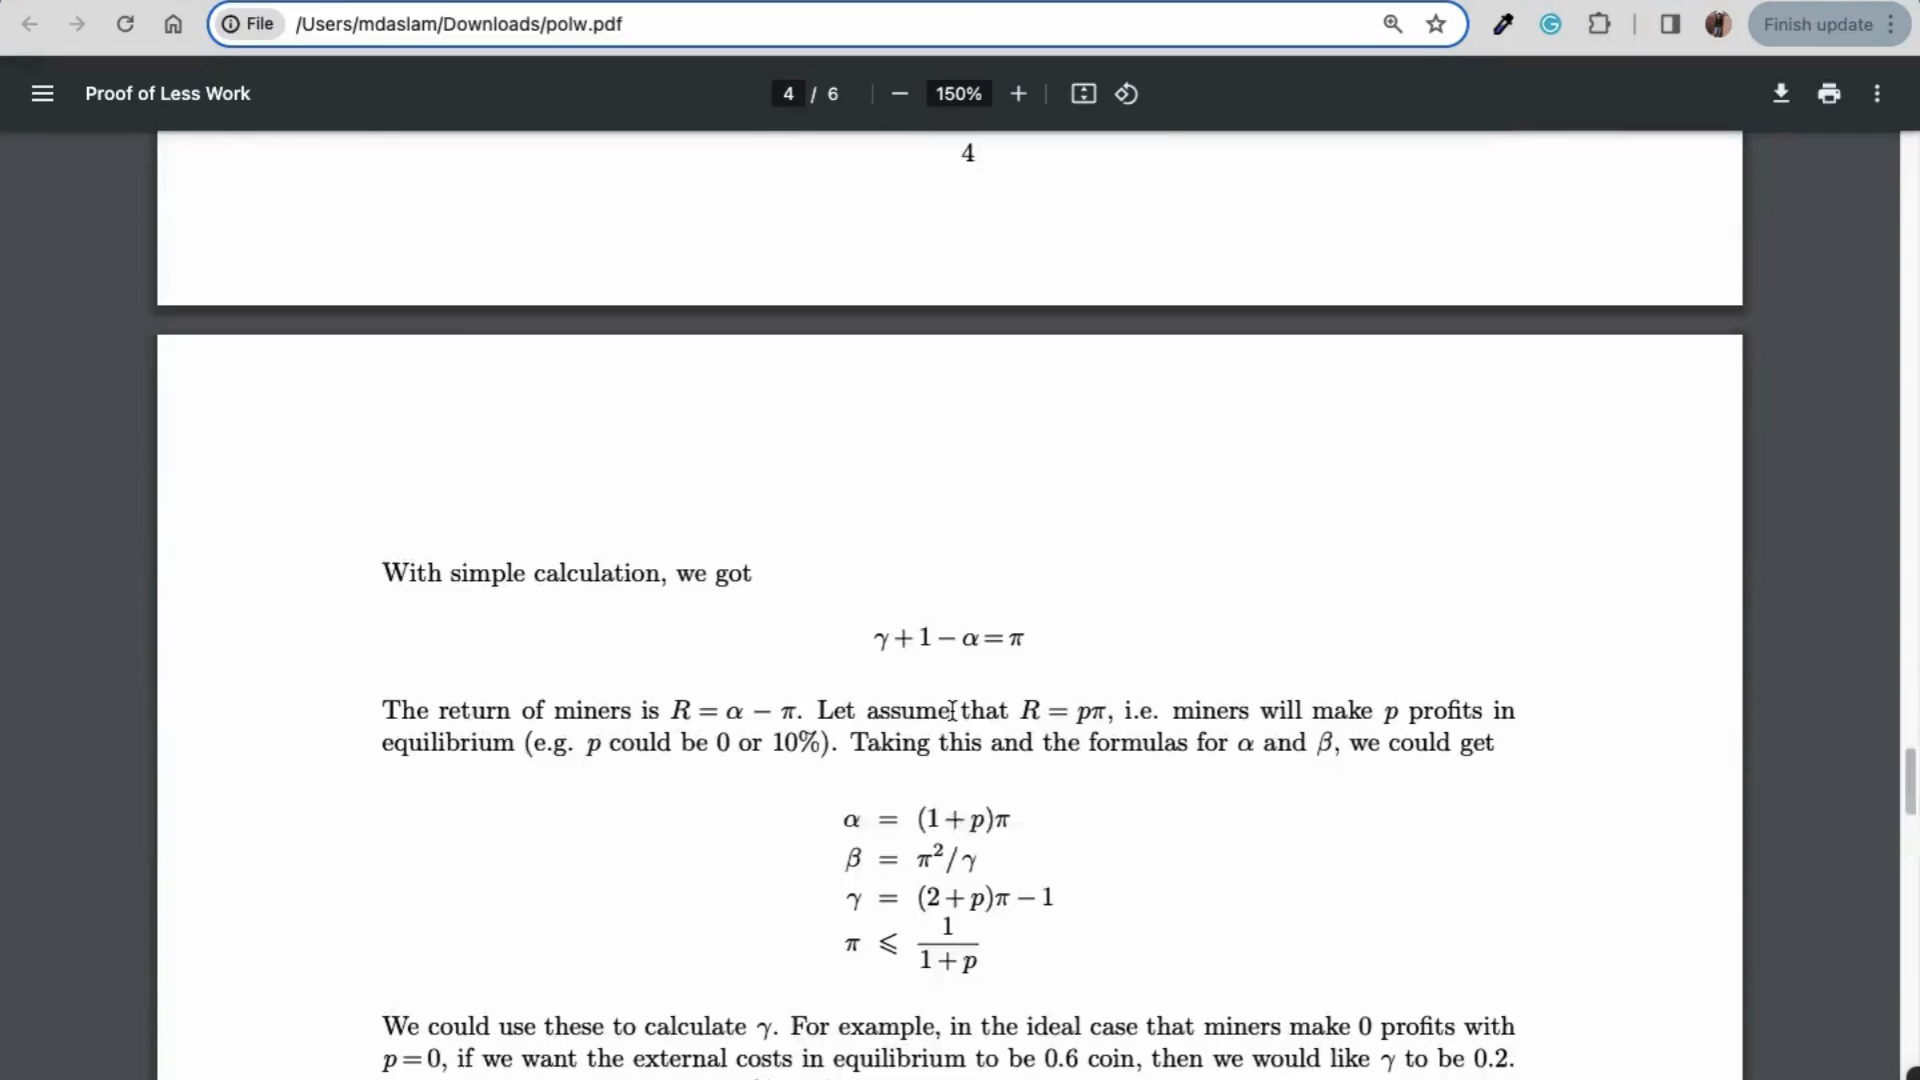 File /Users/mdaslam/Downloads/polw.pdf Finish update
Proof of Less Work 4 / 6 150%
4
With simple calculation, we got
γ+1−α=π
The return of miners is R = α − π. Let assume that R = pπ, i.e. miners will make p profits in
equilibrium (e.g. p could be 0 or 10%). Taking this and the formulas for α and β, we could get
α = (1+p)π
β = π²/γ
γ = (2+p)π−1
π ⩽ 1/(1+p)
We could use these to calculate γ. For example, in the ideal case that miners make 0 profits with
p=0, if we want the external costs in equilibrium to be 0.6 coin, then we would like γ to be 0.2.